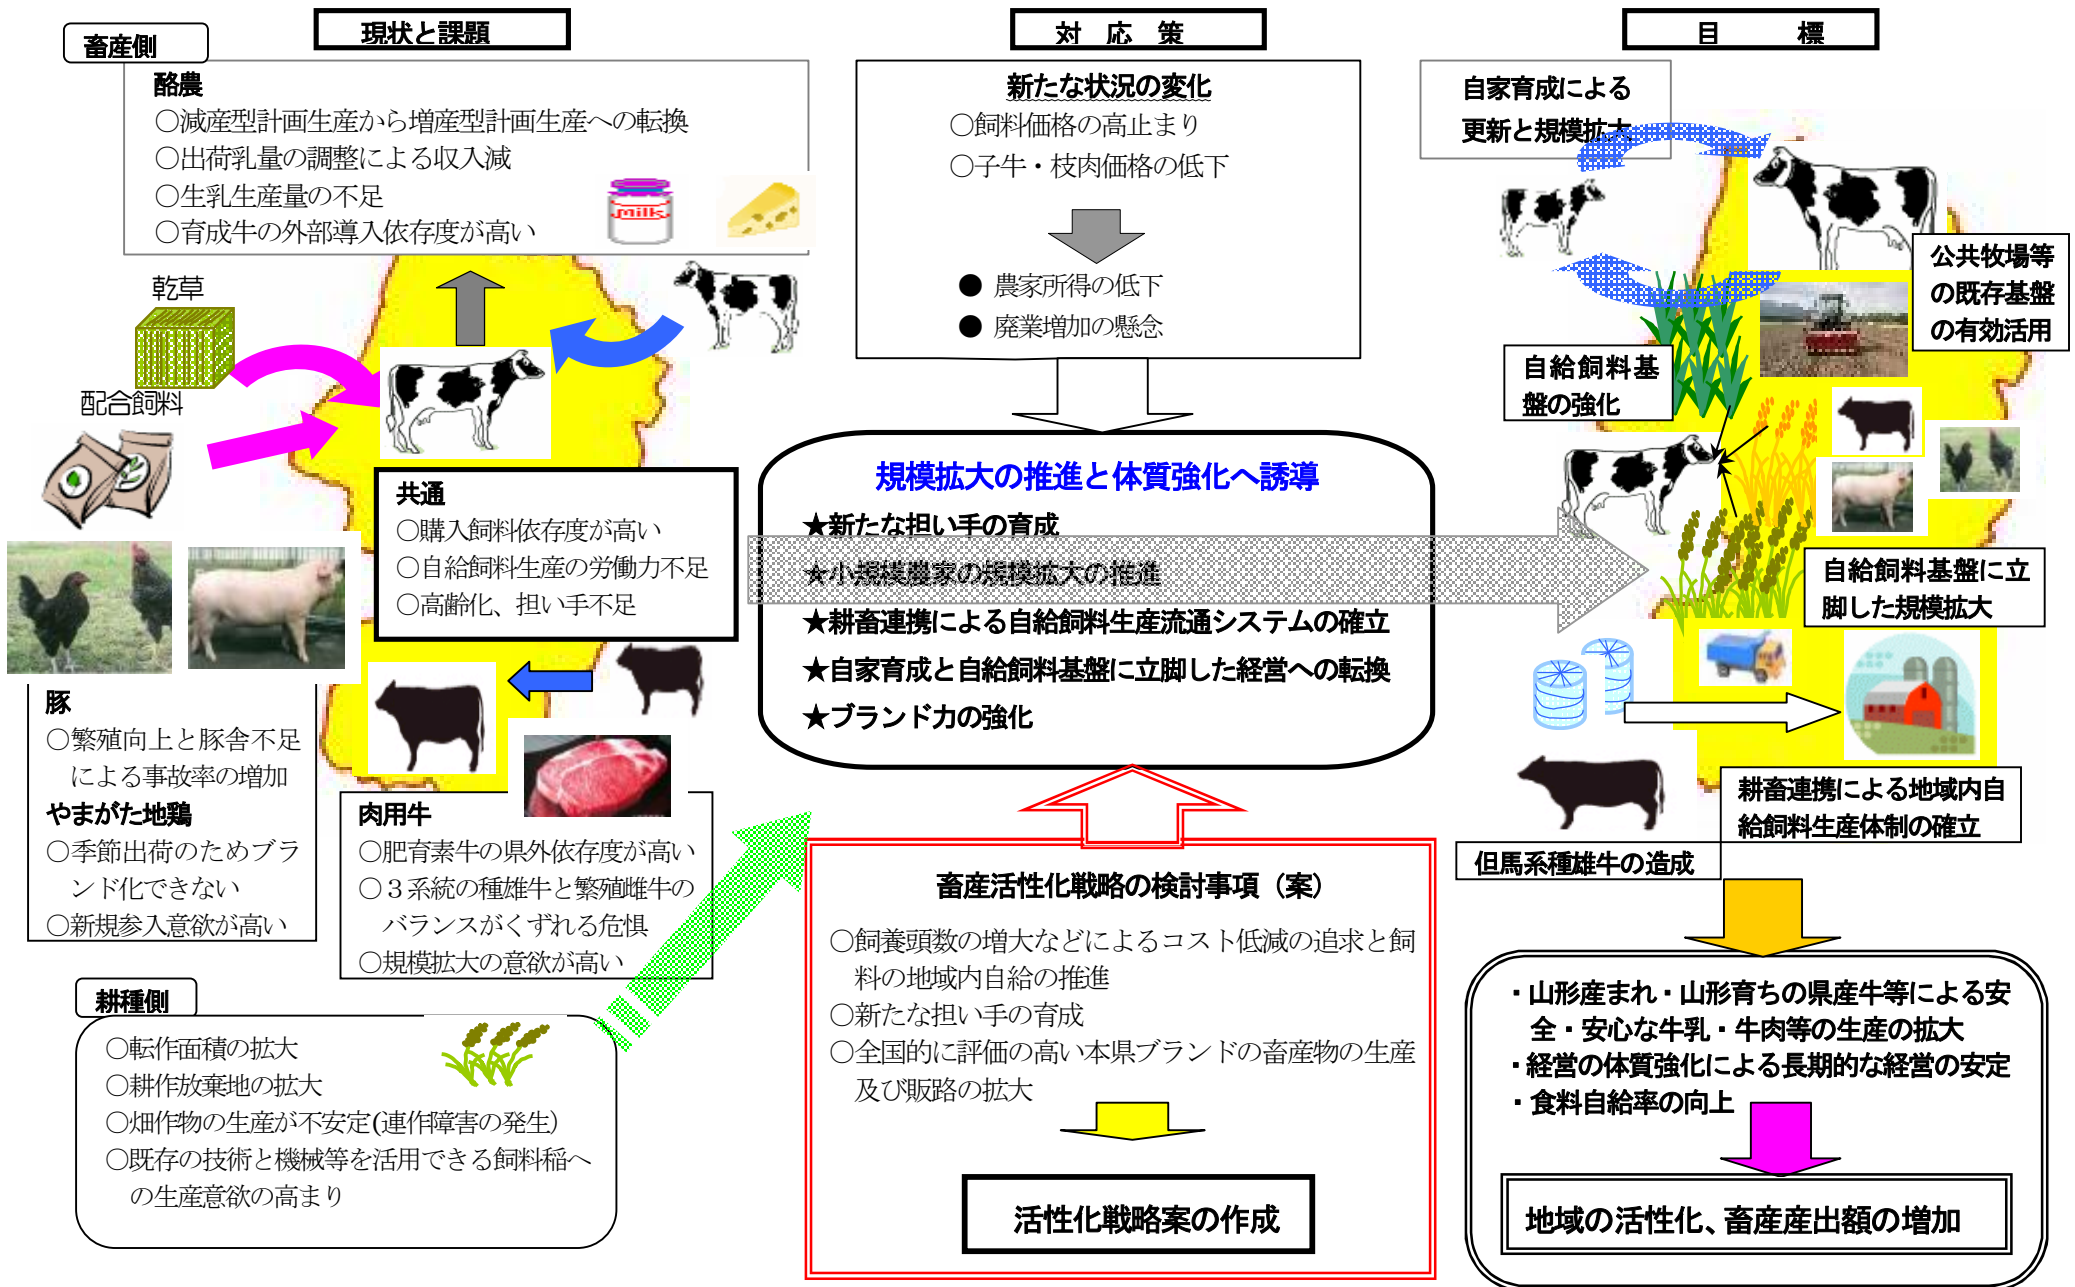 現状と課題
畜産側
酪農
○減産型計画生産から増産型計画生産への転換
○出荷乳量の調整による収入減
○生乳生産量の不足
○育成牛の外部導入依存度が高い
Milk
乾草
配合飼料
共通
○購入飼料依存度が高い
○自給飼料生産の労働力不足
○高齢化、担い手不足
豚
○繁殖向上と豚舎不足
による事故率の増加
やまがた地鶏
○季節出荷のためブラ
ンド化できない
○新規参入意欲が高い
肉用牛
○肥育素牛の県外依存度が高い
○３系統の種雄牛と繁殖雌牛の
バランスがくずれる危惧
○規模拡大の意欲が高い
耕種側
○転作面積の拡大
○耕作放棄地の拡大
○畑作物の生産が不安定(連作障害の発生)
○既存の技術と機械等を活用できる飼料稲へ
の生産意欲の高まり
対　応　策
新たな状況の変化
○飼料価格の高止まり
○子牛・枝肉価格の低下
● 農家所得の低下
● 廃業増加の懸念
規模拡大の推進と体質強化へ誘導
★新たな担い手の育成
★小規模農家の規模拡大の推進
★耕畜連携による自給飼料生産流通システムの確立
★自家育成と自給飼料基盤に立脚した経営への転換
★ブランド力の強化
畜産活性化戦略の検討事項（案）
○飼養頭数の増大などによるコスト低減の追求と飼
料の地域内自給の推進
○新たな担い手の育成
○全国的に評価の高い本県ブランドの畜産物の生産
及び販路の拡大
活性化戦略案の作成
目　　標
自家育成による
更新と規模拡大
公共牧場等
の既存基盤
の有効活用
自給飼料基
盤の強化
自給飼料基盤に立
脚した規模拡大
耕畜連携による地域内自
給飼料生産体制の確立
但馬系種雄牛の造成
・山形産まれ・山形育ちの県産牛等による安
全・安心な牛乳・牛肉等の生産の拡大
・経営の体質強化による長期的な経営の安定
・食料自給率の向上
地域の活性化、畜産産出額の増加